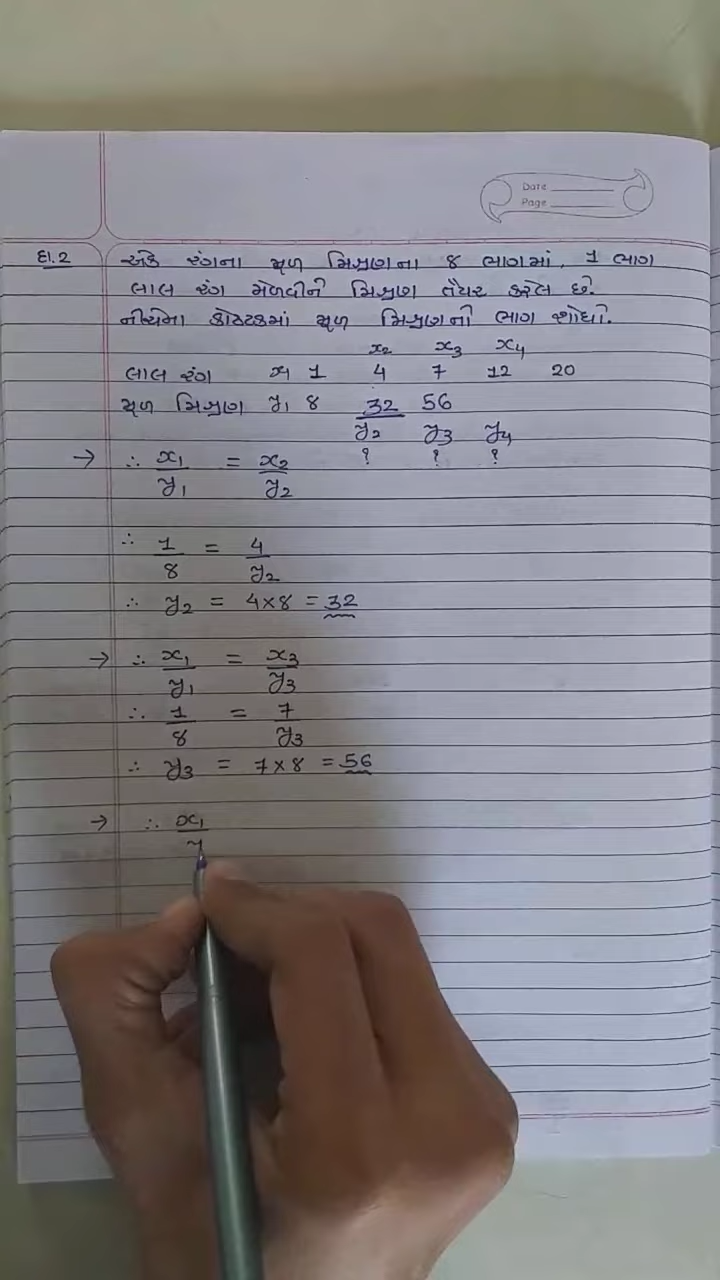 Date
Page
દા.2 એક રંગના મૂળ મિશ્રણના 8 ભાગમાં, 1 ભાગ
લાલ રંગ મેળવીને મિશ્રણ તૈયાર કરેલ છે.
નીચેના કોષ્ટકમાં મૂળ મિશ્રણનો ભાગ શોધો.
x₂ x₃ x₄
લાલ રંગ x₁ 1 4 7 12 20
મૂળ મિશ્રણ y₁ 8 32 56
y₂ y₃ y₄
? ? ?
→ ∴ x₁/y₁ = x₂/y₂
∴ 1/8 = 4/y₂
∴ y₂ = 4×8 = 32
→ ∴ x₁/y₁ = x₃/y₃
∴ 1/8 = 7/y₃
∴ y₃ = 7×8 = 56
→ ∴ x₁/y